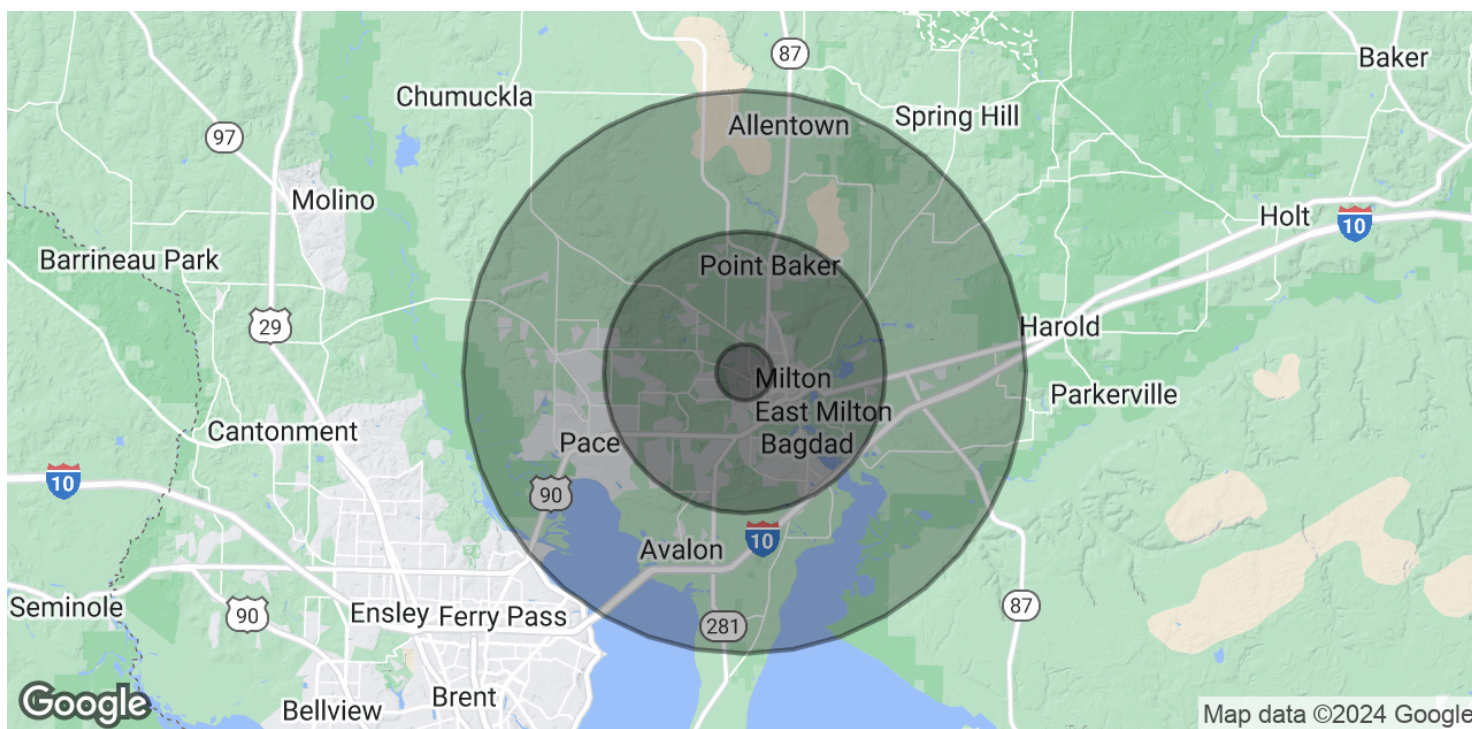 87
Baker
Chumuckla
Spring Hill
Allentown
97
Molino
Holt
10
Barrineau Park
Point Baker
29
Harold
Milton
Parkerville
East Milton
Cantonment
Pace
Bagdad
10
90
10
Avalon
Seminole
90
Ensley
Ferry Pass
87
281
Brent
Bellview
Google
Map data ©2024 Google